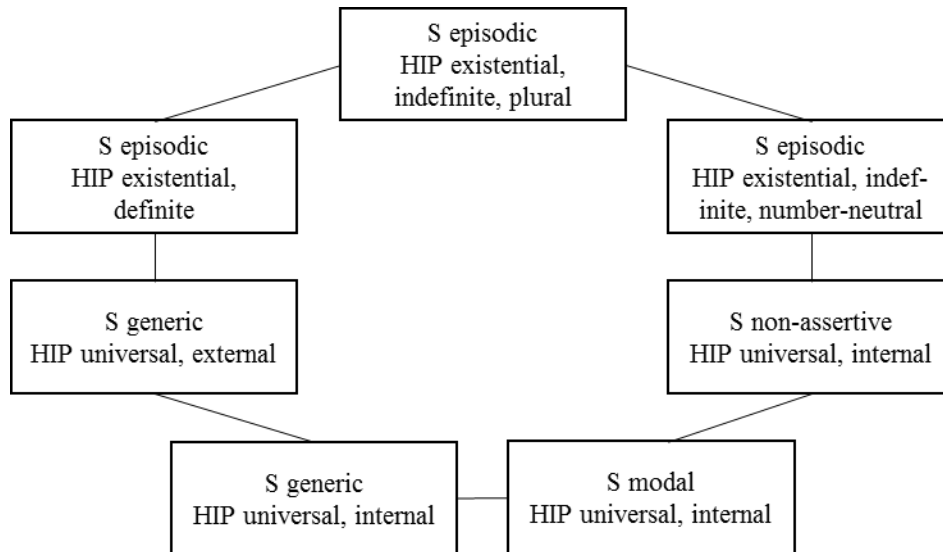 S episodic
HIP existential,
indefinite, plural
S episodic
HIP existential,
definite
S episodic
HIP existential, indef-
inite, number-neutral
S generic
HIP universal, external
S non-assertive
HIP universal, internal
S generic
HIP universal, internal
S modal
HIP universal, internal